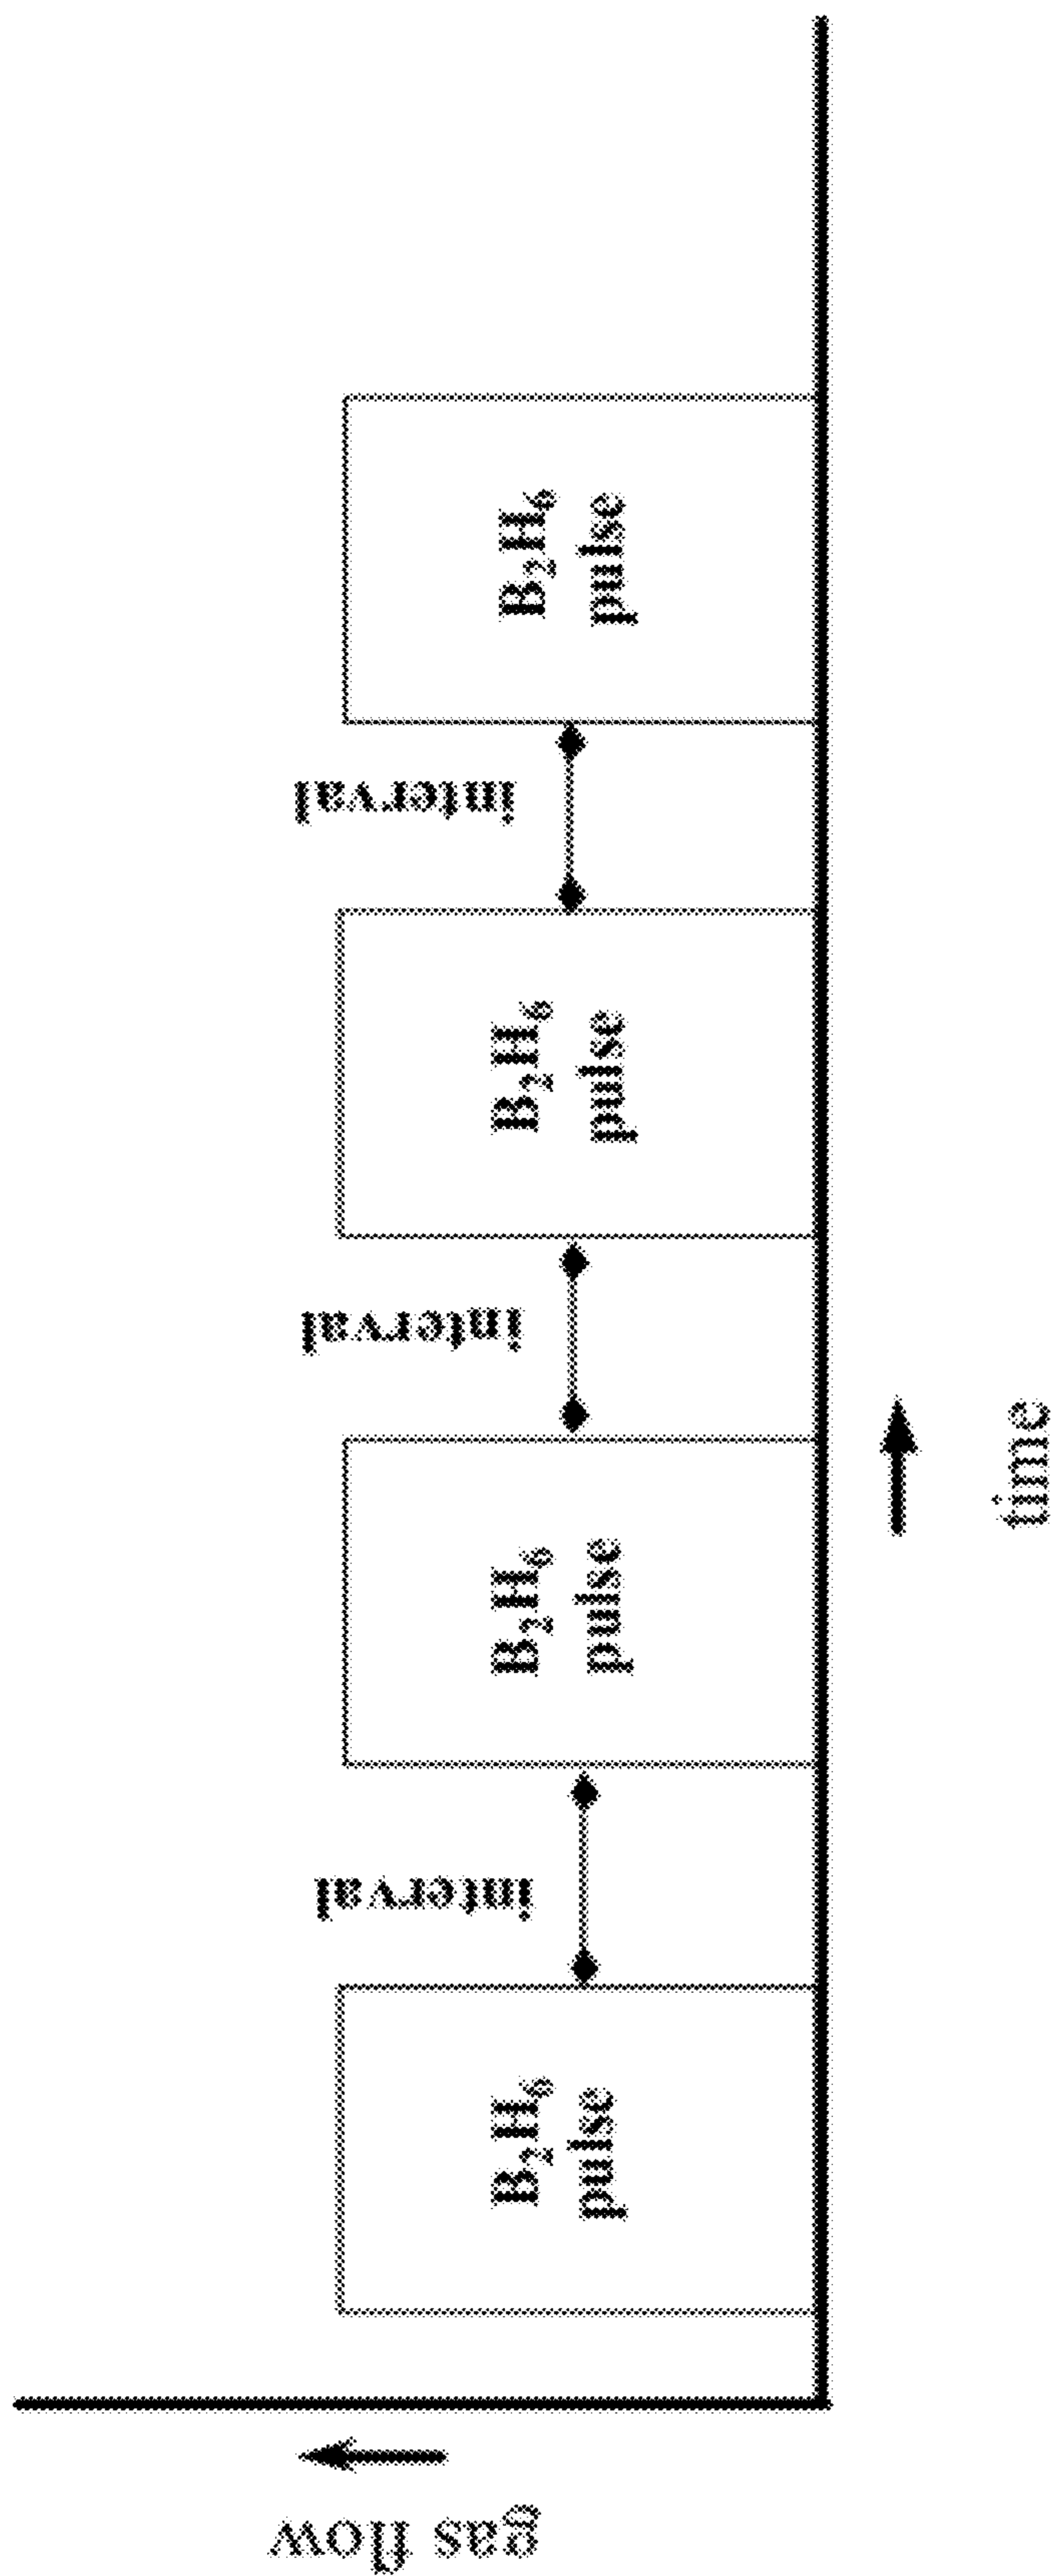 gas flow
B₂H₆
pulse
interval
B₂H₆
pulse
interval
B₂H₆
pulse
interval
B₂H₆
pulse
time